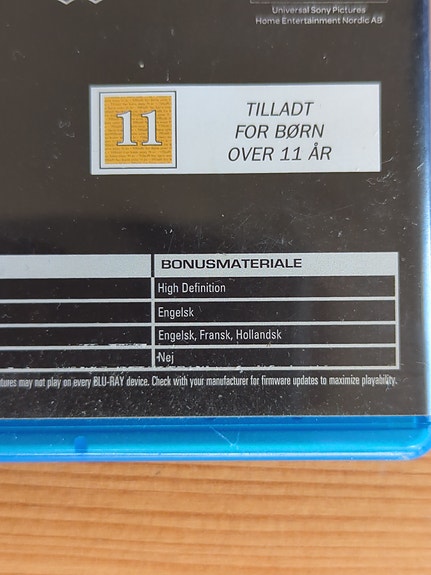 Universal Sony Pictures
Home Entertainment Nordic AB
11
TILLADT
FOR BØRN
OVER 11 ÅR
BONUSMATERIALE
High Definition
Engelsk
Engelsk, Fransk, Hollandsk
Nej
may not play on every BLU-RAY device. Check with your manufacturer for firmware updates to maximize playability.